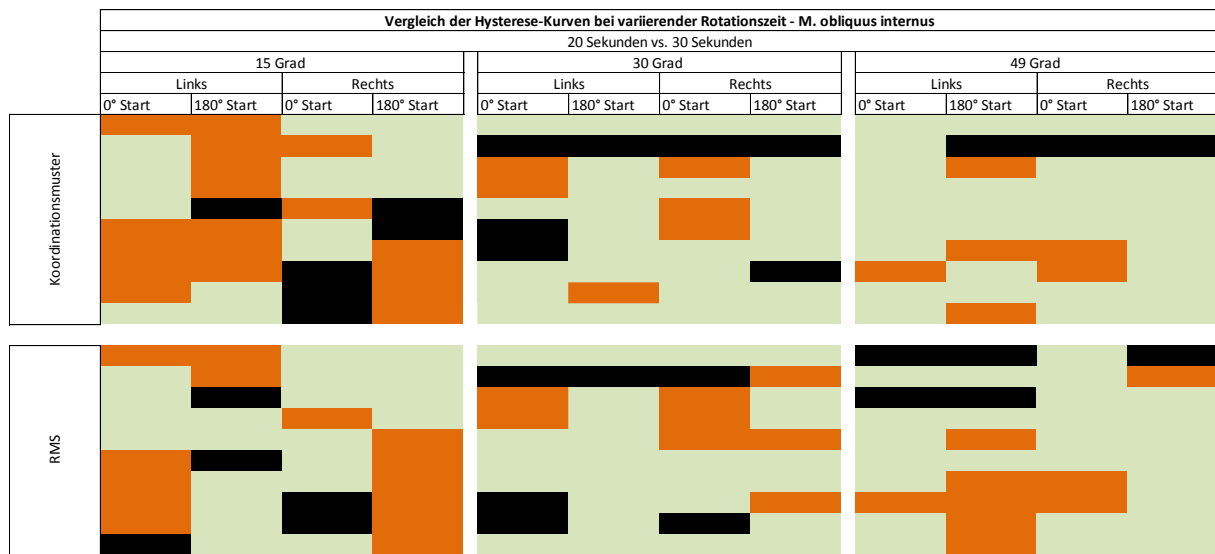 Vergleich der Hysterese-Kurven bei variierender Rotationszeit - M. obliquus internus
20 Sekunden vs. 30 Sekunden
15 Grad 30 Grad 49 Grad
Links Rechts Links Rechts Links Rechts
0° Start 180° Start 0° Start 180° Start 0° Start 180° Start 0° Start 180° Start 0° Start 180° Start 0° Start 180° Start
Koordinationsmuster
RMS